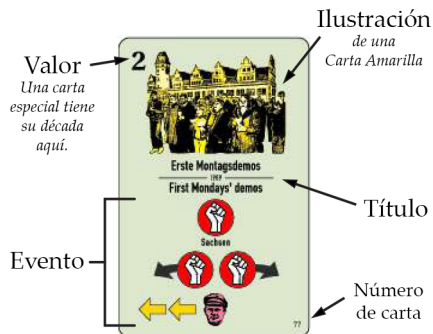 Ilustración
de una
Carta Amarilla
Valor
Una carta
especial tiene
su década
aquí.
2
Erste Montagsdemos
1989
First Mondays' demos
Título
Evento
Sachsen
Número
de carta
??